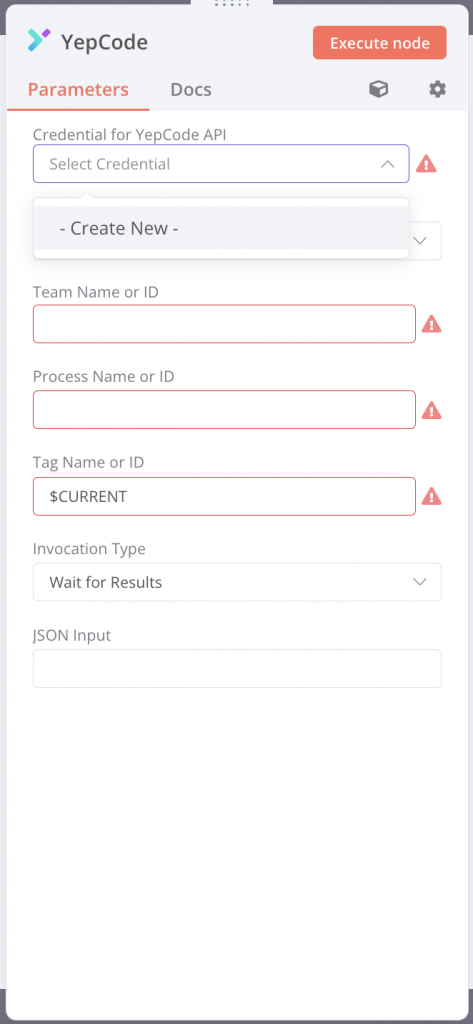 YepCode
Execute node
Parameters
Docs
Credential for YepCode API
Select Credential
- Create New -
Team Name or ID
Process Name or ID
Tag Name or ID
$CURRENT
Invocation Type
Wait for Results
JSON Input